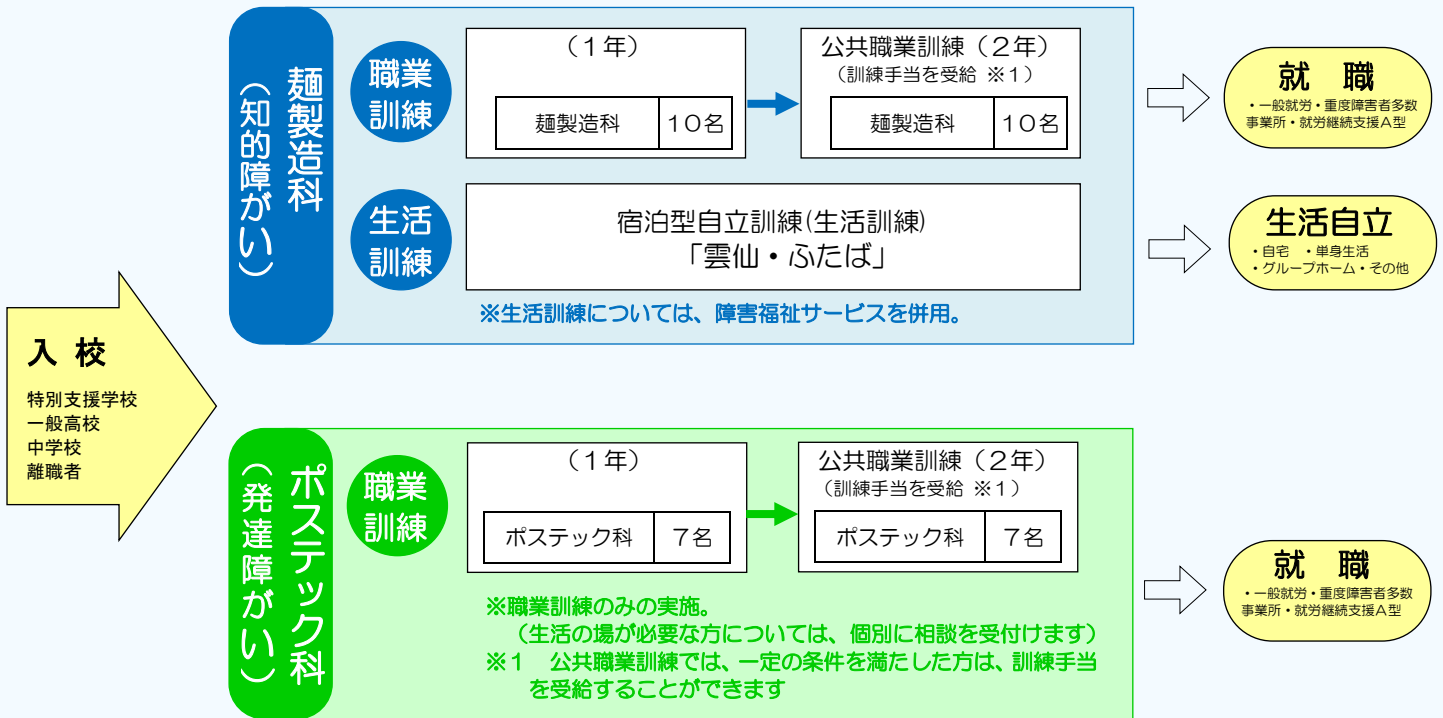 入 校
特別支援学校
一般高校
中学校
離職者
麺製造科
（知的障がい）
職業
訓練
（１年）
麺製造科 １０名
公共職業訓練（２年）
（訓練手当を受給 ※１）
麺製造科 １０名
就 職
・一般就労・重度障害者多数
事業所・就労継続支援Ａ型
生活
訓練
宿泊型自立訓練(生活訓練)
「雲仙・ふたば」
※生活訓練については、障害福祉サービスを併用。
生活自立
・自宅 ・単身生活
・グループホーム・その他
ポステック科
（発達障がい）
職業
訓練
（１年）
ポステック科 ７名
公共職業訓練（２年）
（訓練手当を受給 ※１）
ポステック科 ７名
※職業訓練のみの実施。
（生活の場が必要な方については、個別に相談を受付けます）
※１ 公共職業訓練では、一定の条件を満たした方は、訓練手当
を受給することができます
就 職
・一般就労・重度障害者多数
事業所・就労継続支援Ａ型